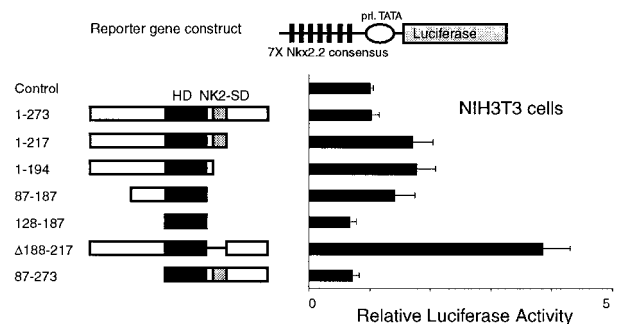 Reporter gene construct
prl. TATA
Luciferase
7X Nkx2.2 consensus
Control
HD NK2-SD
NIH3T3 cells
1-273
1-217
1-194
87-187
128-187
Δ188-217
87-273
0 5
Relative Luciferase Activity